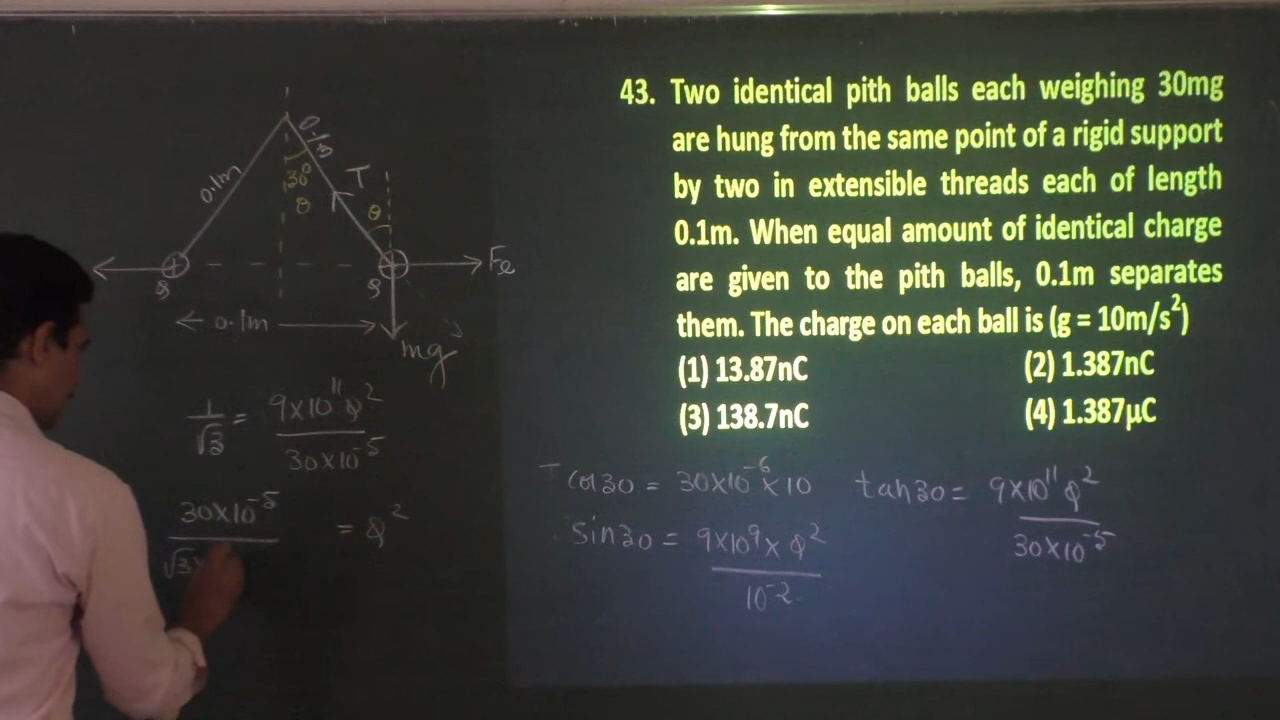 43. Two identical pith balls each weighing 30mg
are hung from the same point of a rigid support
by two in extensible threads each of length
0.1m. When equal amount of identical charge
are given to the pith balls, 0.1m separates
them. The charge on each ball is (g = 10m/s²)
(1) 13.87nC (2) 1.387nC
(3) 138.7nC (4) 1.387μC
0.1m
30°
θ
T
θ
Fe
q q
0.1m
mg
1/√3 = 9×10¹¹ q² / 30×10⁻⁵
30×10⁻⁵ / √3× = q²
T cos30 = 30×10⁻⁶×10
sin30 = 9×10⁹× q² / 10⁻²
tan30 = 9×10¹¹ q² / 30×10⁻⁵